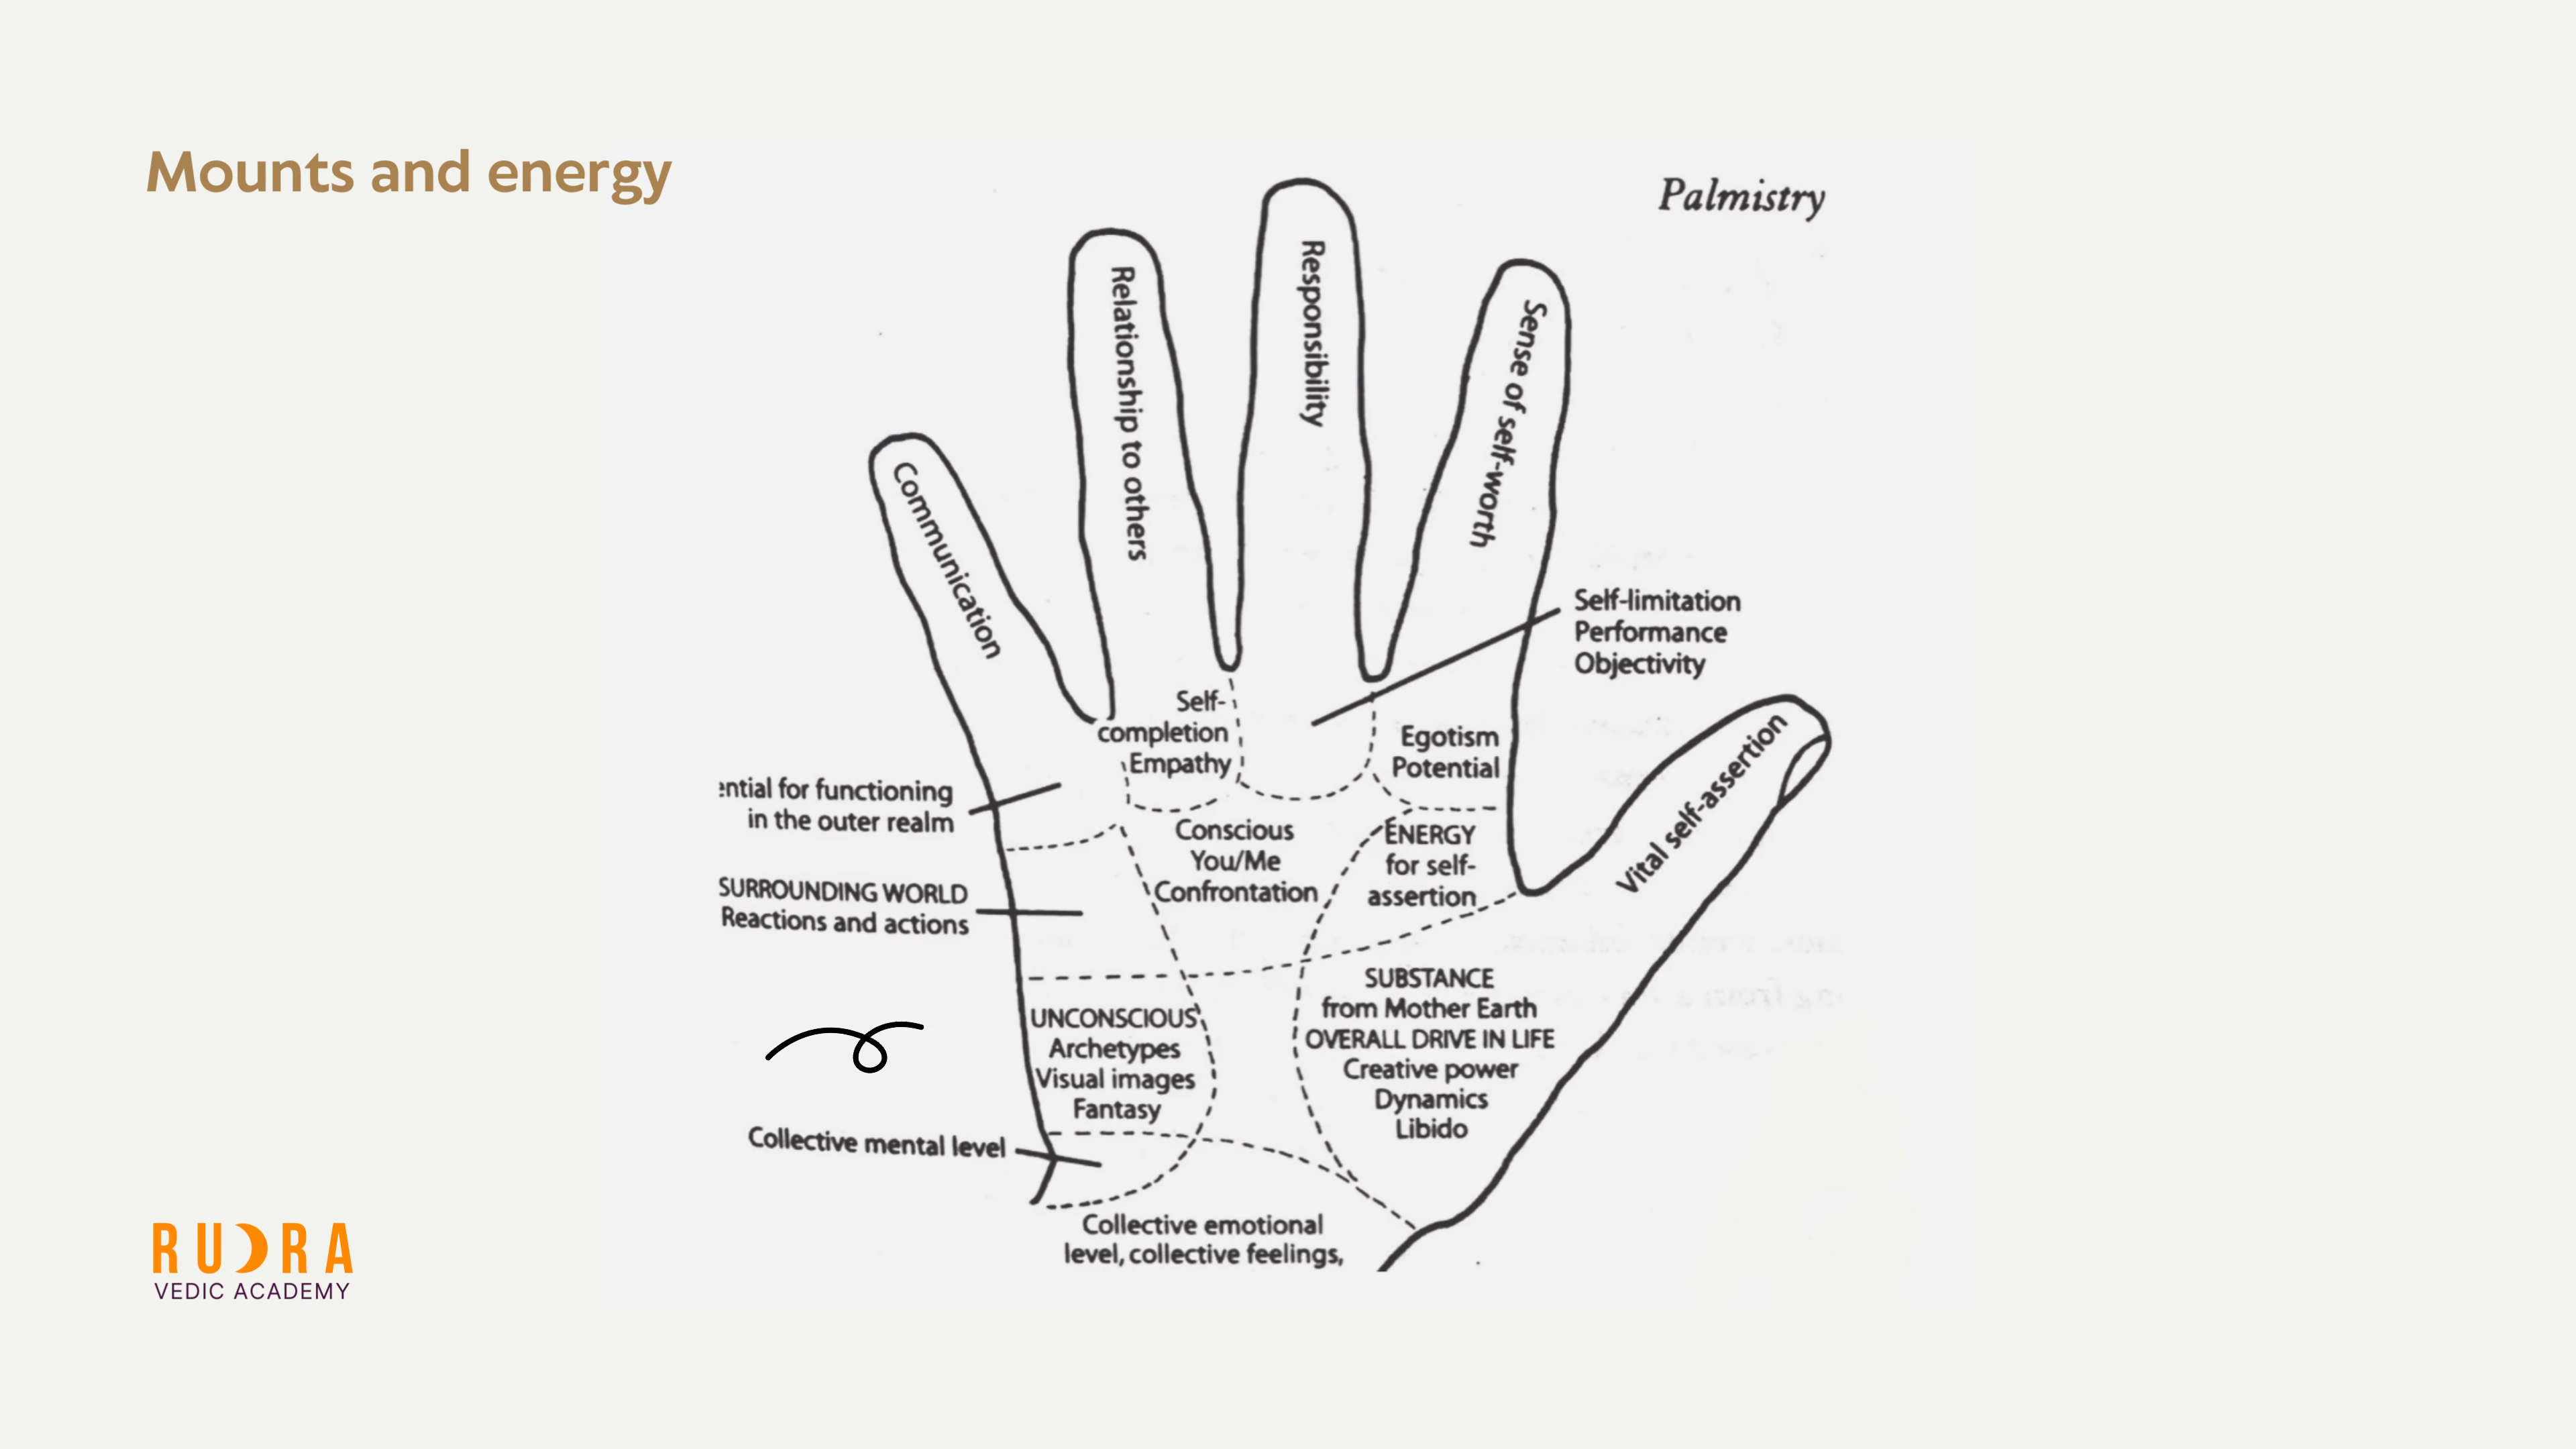 Mounts and energy
Palmistry
Communication
Relationship to others
Responsibility
Sense of self-worth
Vital self-assertion
Self-limitation
Performance
Objectivity
Self-
completion
Empathy
Egotism
Potential
for functioning
in the outer realm
Conscious
You/Me
Confrontation
ENERGY
for self-
assertion
SURROUNDING WORLD
Reactions and actions
SUBSTANCE
from Mother Earth
OVERALL DRIVE IN LIFE
Creative power
Dynamics
Libido
UNCONSCIOUS
Archetypes
Visual images
Fantasy
Collective mental level
Collective emotional
level, collective feelings,
RUDRA
VEDIC ACADEMY